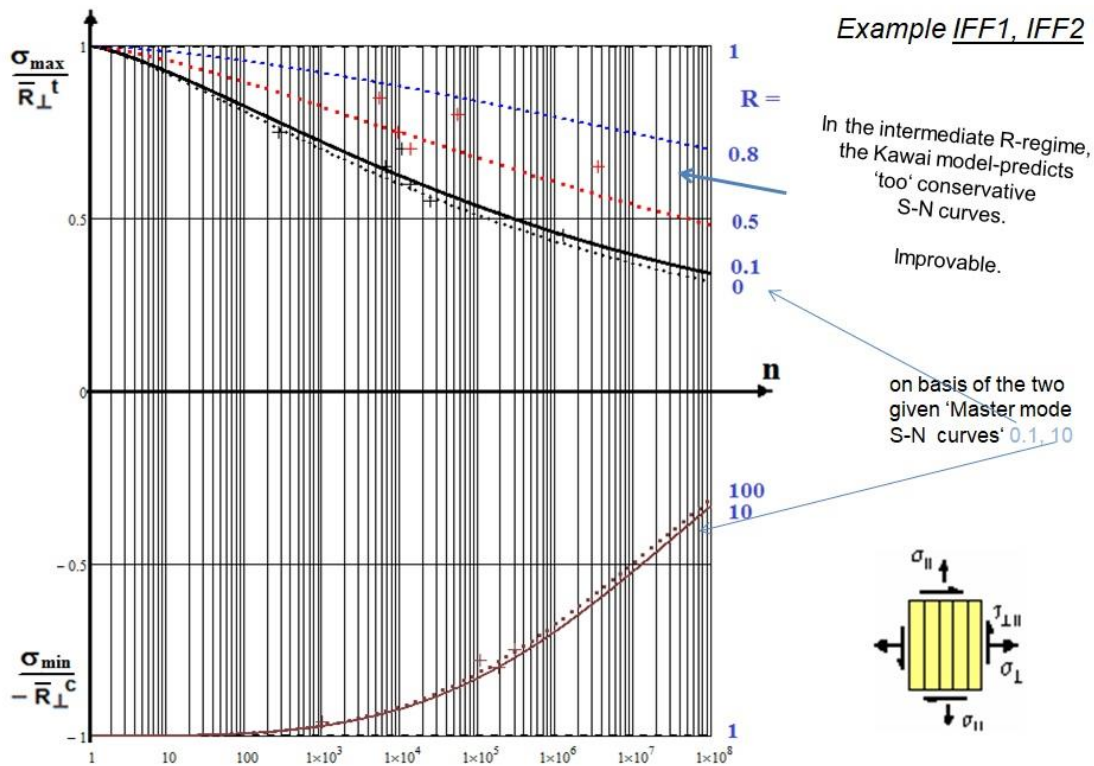 Example IFF1, IFF2
σmax
R̅⊥ᵗ
1
0.5
0
- 0.5
- 1
σmin
- R̅⊥ᶜ
1
R =
0.8
0.5
0.1
0
n
100
10
1
In the intermediate R-regime,
the Kawai model-predicts
'too' conservative
S-N curves.
Improvable.
on basis of the two
given 'Master mode
S-N curves' 0.1, 10
σ||
τ⊥||
σ⊥
σ||
1 10 100 1×10³ 1×10⁴ 1×10⁵ 1×10⁶ 1×10⁷ 1×10⁸